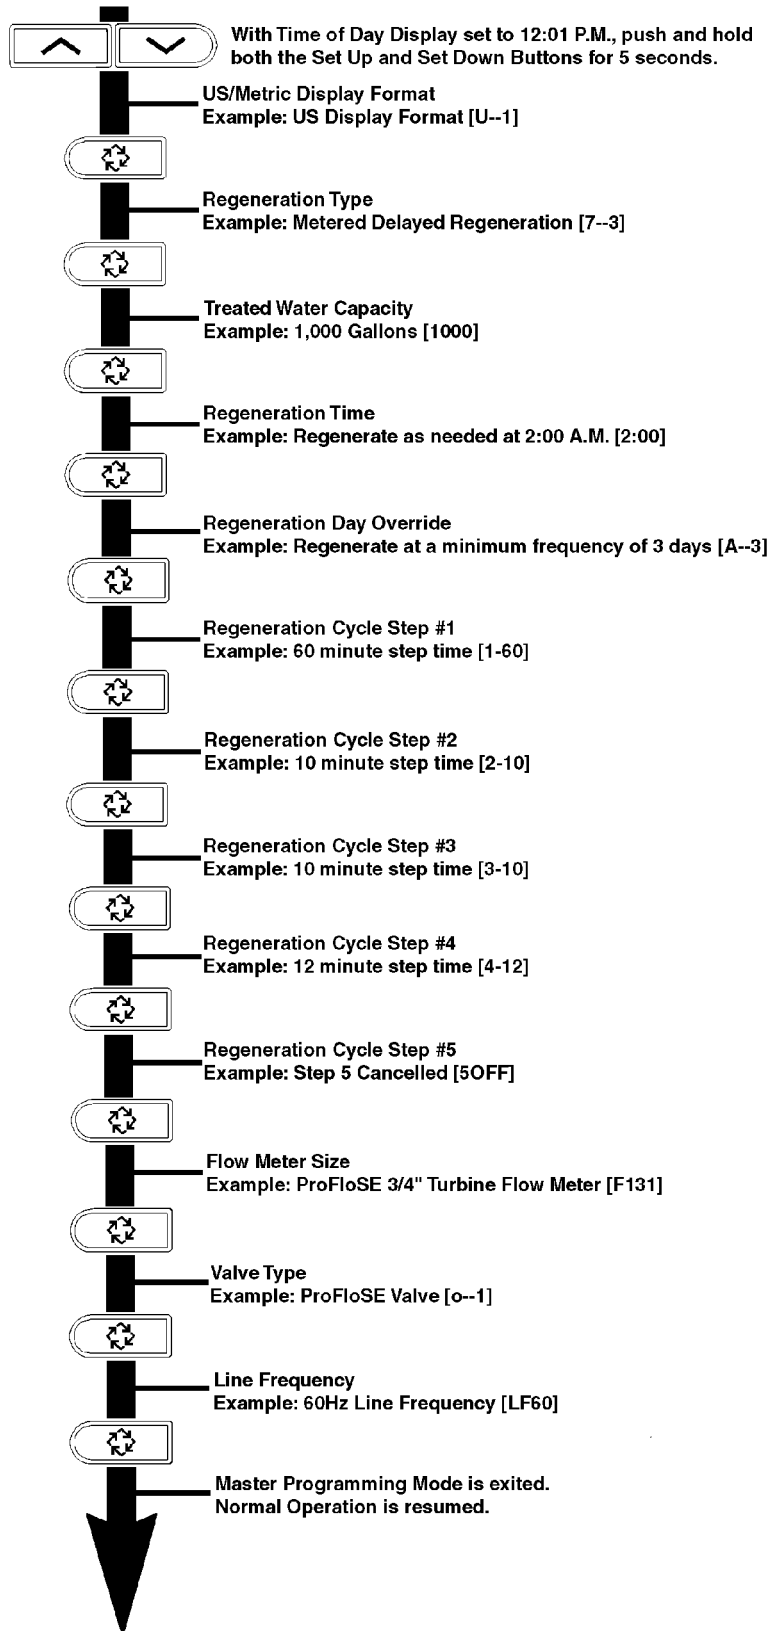 With Time of Day Display set to 12:01 P.M., push and hold
both the Set Up and Set Down Buttons for 5 seconds.
US/Metric Display Format
Example: US Display Format [U--1]
Regeneration Type
Example: Metered Delayed Regeneration [7--3]
Treated Water Capacity
Example: 1,000 Gallons [1000]
Regeneration Time
Example: Regenerate as needed at 2:00 A.M. [2:00]
Regeneration Day Override
Example: Regenerate at a minimum frequency of 3 days [A--3]
Regeneration Cycle Step #1
Example: 60 minute step time [1-60]
Regeneration Cycle Step #2
Example: 10 minute step time [2-10]
Regeneration Cycle Step #3
Example: 10 minute step time [3-10]
Regeneration Cycle Step #4
Example: 12 minute step time [4-12]
Regeneration Cycle Step #5
Example: Step 5 Cancelled [5OFF]
Flow Meter Size
Example: ProFloSE 3/4" Turbine Flow Meter [F131]
Valve Type
Example: ProFloSE Valve [o--1]
Line Frequency
Example: 60Hz Line Frequency [LF60]
Master Programming Mode is exited.
Normal Operation is resumed.